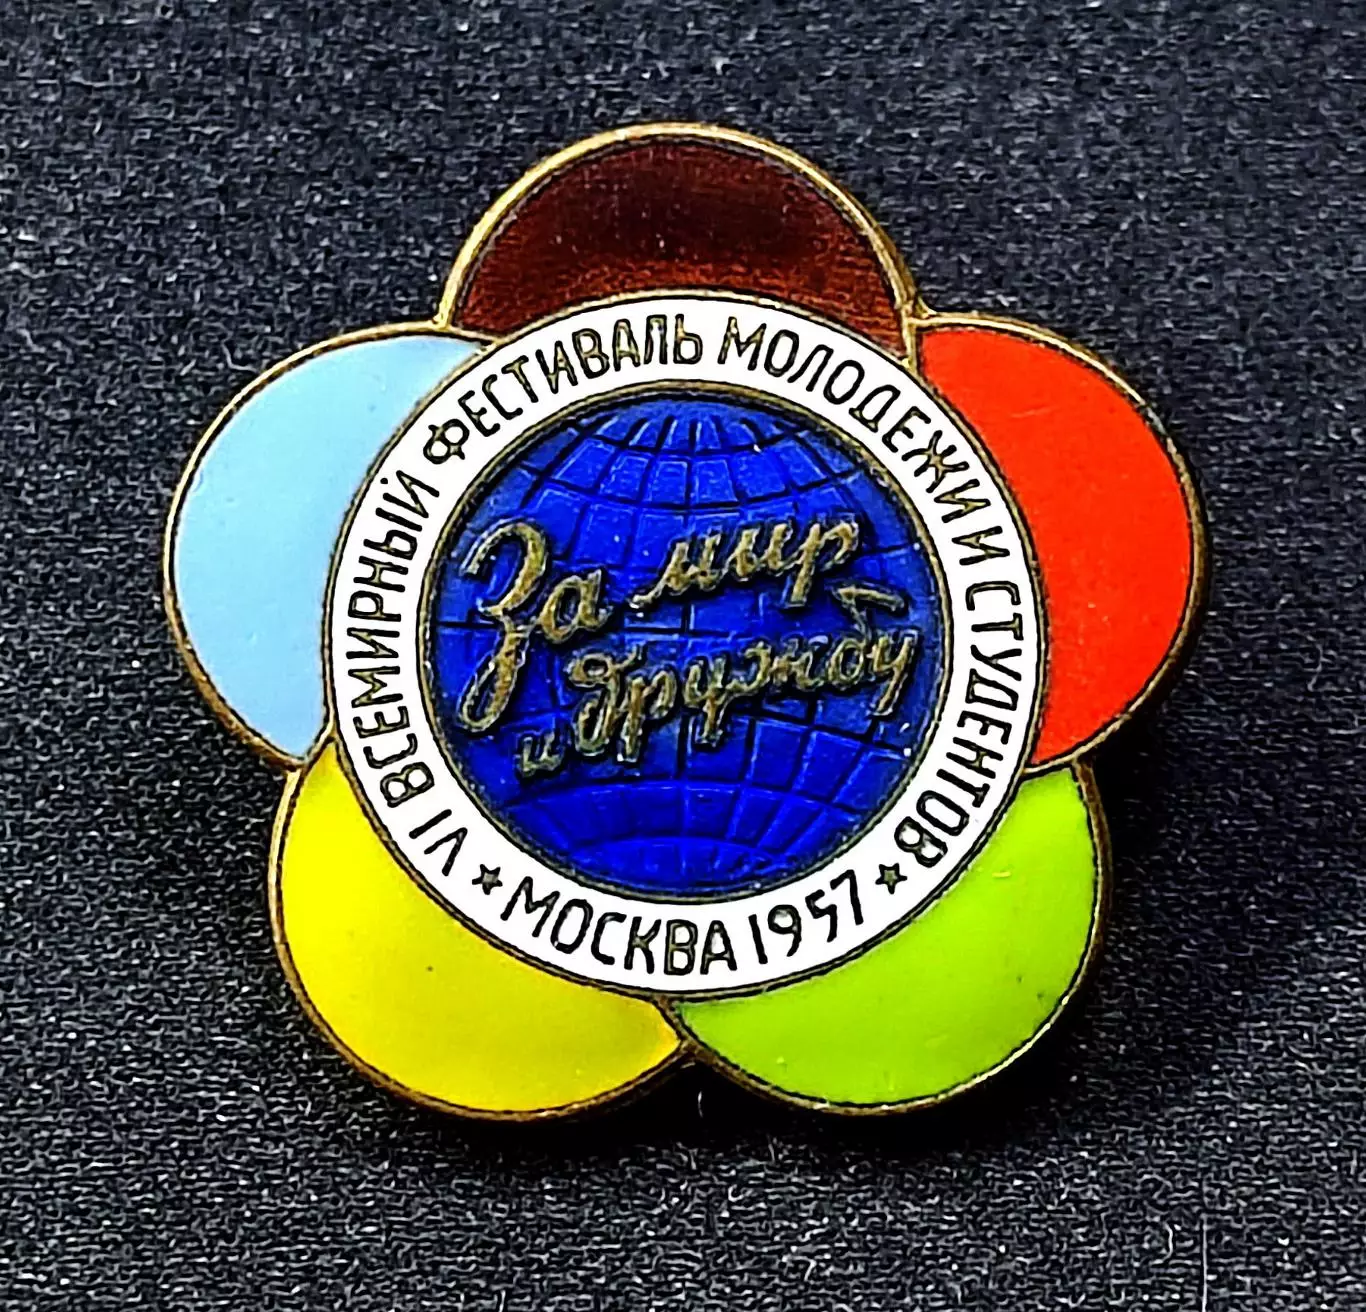 VI ВСЕМИРНЫЙ ФЕСТИВАЛЬ МОЛОДЕЖИ И СТУДЕНТОВ
За мир
и дружбу
МОСКВА 1957